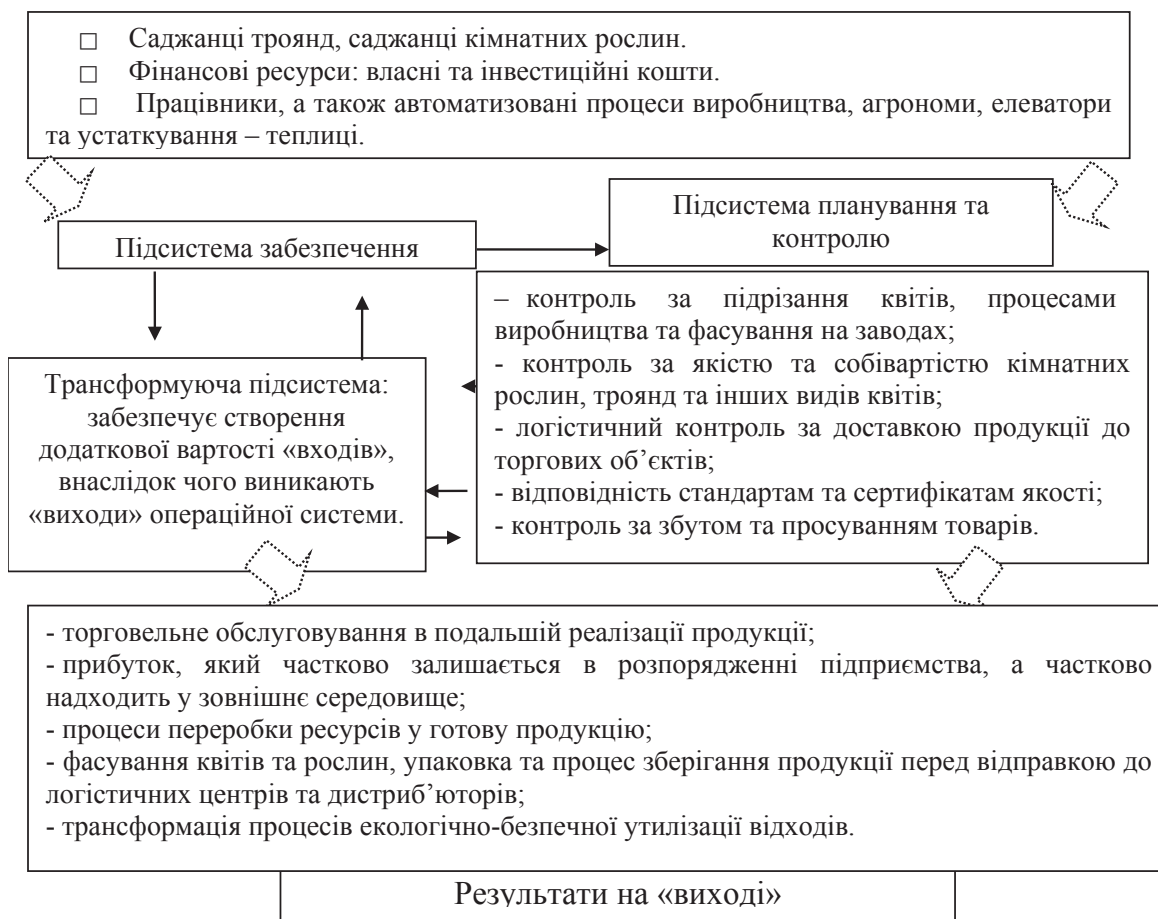 □ Саджанці троянд, саджанці кімнатних рослин.
□ Фінансові ресурси: власні та інвестиційні кошти.
□ Працівники, а також автоматизовані процеси виробництва, агрономи, елеватори
та устаткування – теплиці.
Підсистема планування та
контролю
Підсистема забезпечення
– контроль за підрізання квітів, процесами
виробництва та фасування на заводах;
- контроль за якістю та собівартістю кімнатних
рослин, троянд та інших видів квітів;
- логістичний контроль за доставкою продукції до
торгових об’єктів;
- відповідність стандартам та сертифікатам якості;
- контроль за збутом та просуванням товарів.
Трансформуюча підсистема:
забезпечує створення
додаткової вартості «входів»,
внаслідок чого виникають
«виходи» операційної системи.
- торговельне обслуговування в подальшій реалізації продукції;
- прибуток, який частково залишається в розпорядженні підприємства, а частково
надходить у зовнішнє середовище;
- процеси переробки ресурсів у готову продукцію;
- фасування квітів та рослин, упаковка та процес зберігання продукції перед відправкою до
логістичних центрів та дистриб’юторів;
- трансформація процесів екологічно-безпечної утилізації відходів.
Результати на «виході»